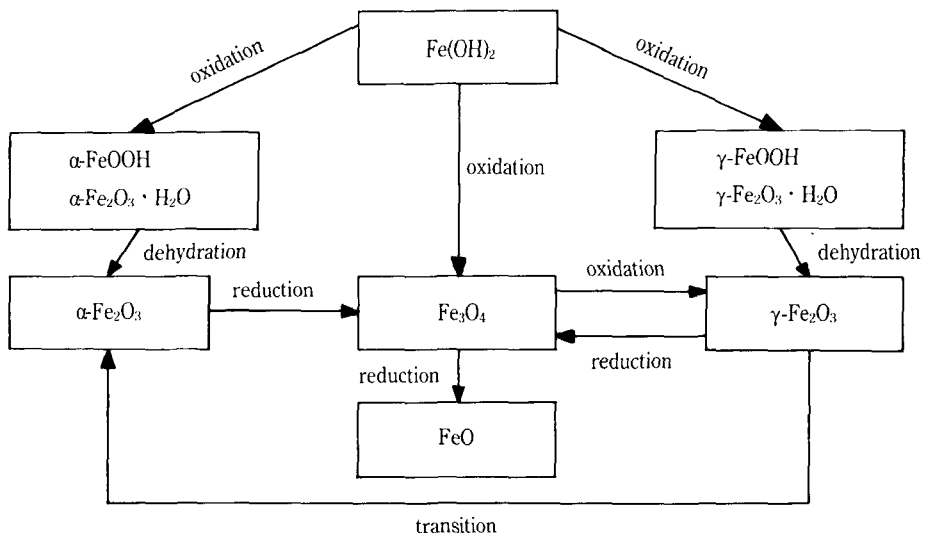 Fe(OH)₂
oxidation
oxidation
α-FeOOH
α-Fe₂O₃ · H₂O
oxidation
γ-FeOOH
γ-Fe₂O₃ · H₂O
dehydration
dehydration
α-Fe₂O₃
reduction
Fe₃O₄
oxidation
reduction
γ-Fe₂O₃
reduction
FeO
transition